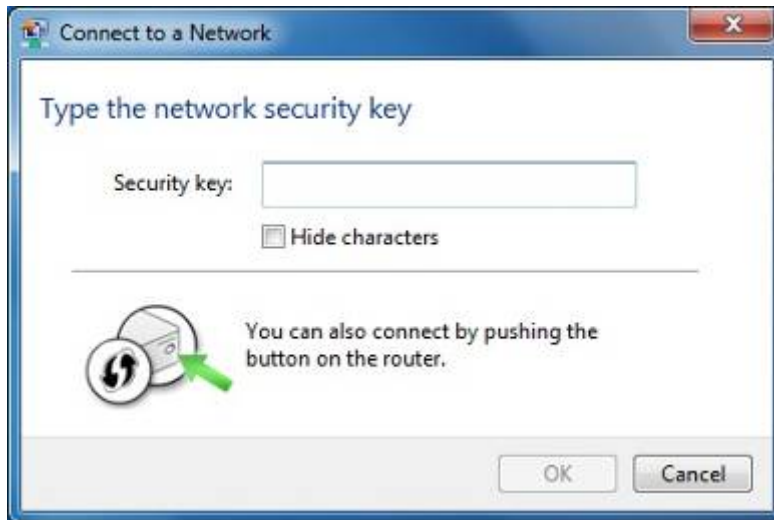 Connect to a Network
Type the network security key
Security key:
Hide characters
You can also connect by pushing the
button on the router.
OK Cancel